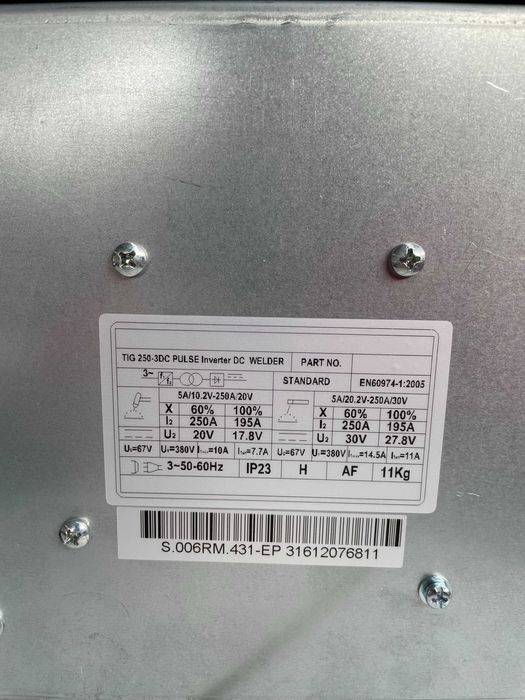 TIG 250-3DC PULSE Inverter DC WELDER PART NO.
3~ f₁ f₂ STANDARD EN60974-1:2005
5A/10.2V-250A/20V 5A/20.2V-250A/30V
X 60% 100% X 60% 100%
I₂ 250A 195A I₂ 250A 195A
U₂ 20V 17.8V U₂ 30V 27.8V
U₀=67V U₁=380V I₁ₘₐₓ=10A I₁ₑff=7.7A U₀=67V U₁=380V I₁ₘₐₓ=14.5A I₁ₑff=11A
3~50-60Hz IP23 H AF 11Kg
S.006RM.431-EP 31612076811